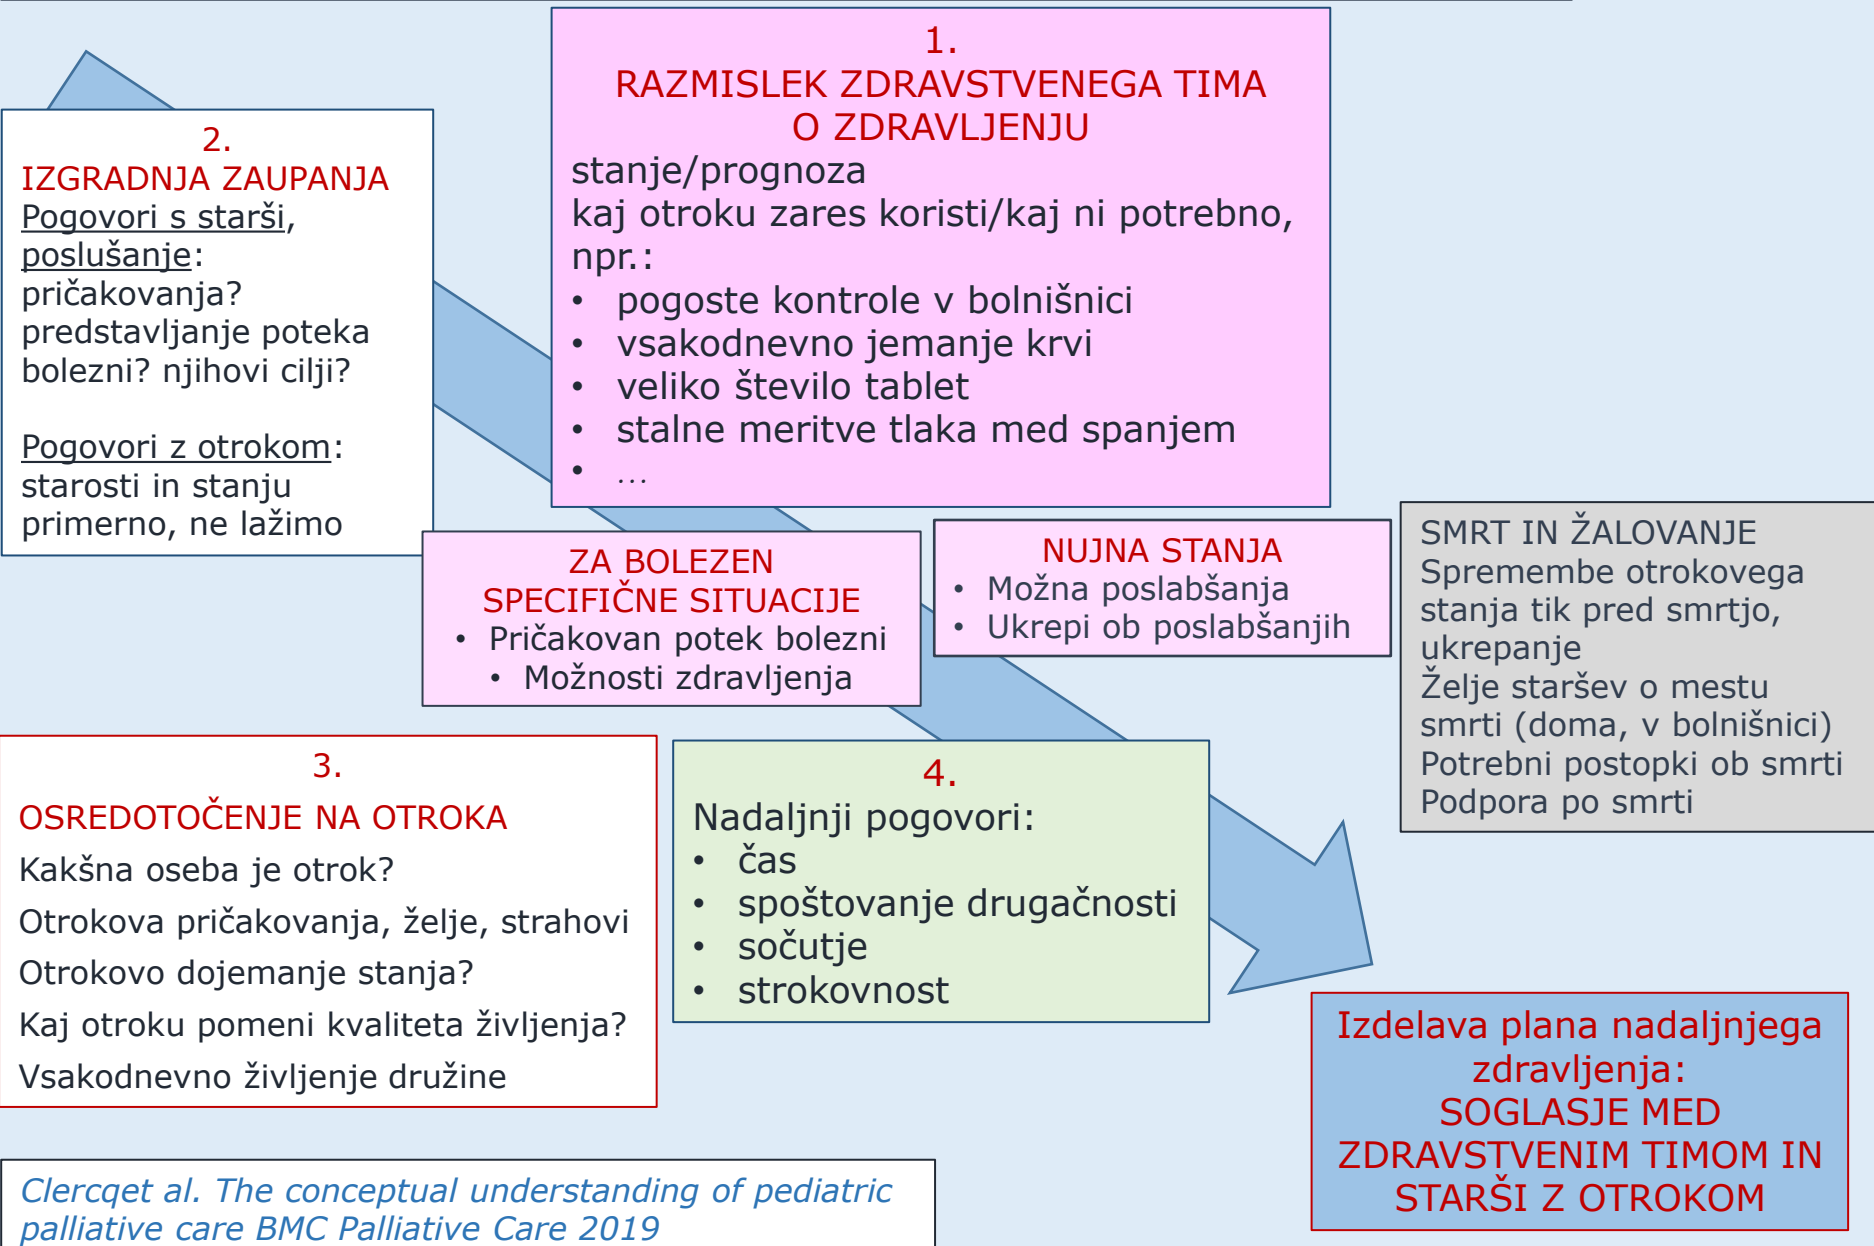 1.
RAZMISLEK ZDRAVSTVENEGA TIMA
O ZDRAVLJENJU
stanje/prognoza
kaj otroku zares koristi/kaj ni potrebno,
npr.:
• pogoste kontrole v bolnišnici
• vsakodnevno jemanje krvi
• veliko število tablet
• stalne meritve tlaka med spanjem
• ...
2.
IZGRADNJA ZAUPANJA
Pogovori s starši,
poslušanje:
pričakovanja?
predstavljanje poteka
bolezni? njihovi cilji?
Pogovori z otrokom:
starosti in stanju
primerno, ne lažimo
ZA BOLEZEN
SPECIFIČNE SITUACIJE
• Pričakovan potek bolezni
• Možnosti zdravljenja
NUJNA STANJA
• Možna poslabšanja
• Ukrepi ob poslabšanjih
SMRT IN ŽALOVANJE
Spremembe otrokovega
stanja tik pred smrtjo,
ukrepanje
Želje staršev o mestu
smrti (doma, v bolnišnici)
Potrebni postopki ob smrti
Podpora po smrti
3.
OSREDOTOČENJE NA OTROKA
Kakšna oseba je otrok?
Otrokova pričakovanja, želje, strahovi
Otrokovo dojemanje stanja?
Kaj otroku pomeni kvaliteta življenja?
Vsakodnevno življenje družine
4.
Nadaljnji pogovori:
• čas
• spoštovanje drugačnosti
• sočutje
• strokovnost
Izdelava plana nadaljnjega
zdravljenja:
SOGLASJE MED
ZDRAVSTVENIM TIMOM IN
STARŠI Z OTROKOM
Clercqet al. The conceptual understanding of pediatric
palliative care BMC Palliative Care 2019